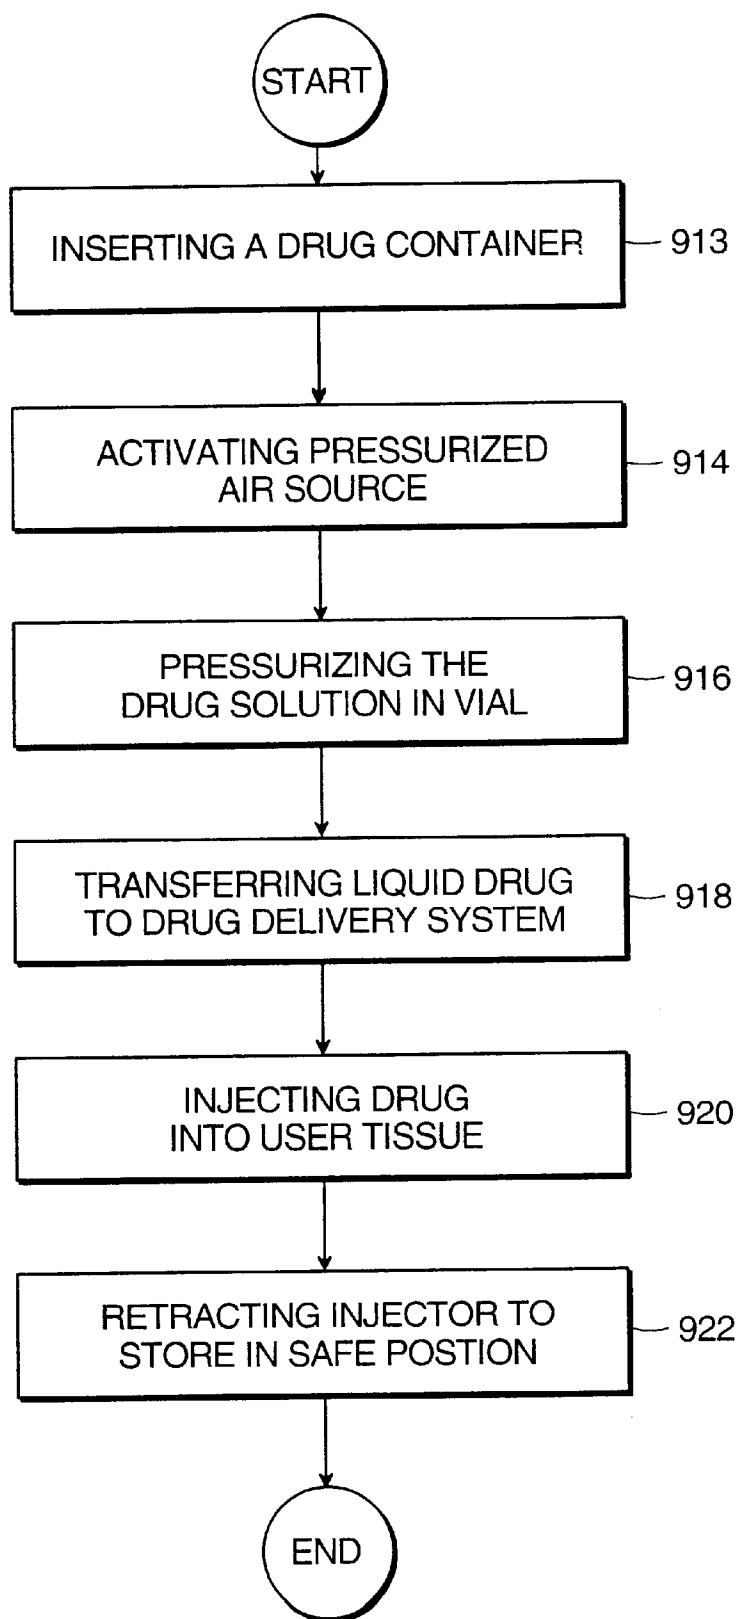 START
INSERTING A DRUG CONTAINER
913
ACTIVATING PRESSURIZED
AIR SOURCE
914
PRESSURIZING THE
DRUG SOLUTION IN VIAL
916
TRANSFERRING LIQUID DRUG
TO DRUG DELIVERY SYSTEM
918
INJECTING DRUG
INTO USER TISSUE
920
RETRACTING INJECTOR TO
STORE IN SAFE POSTION
922
END